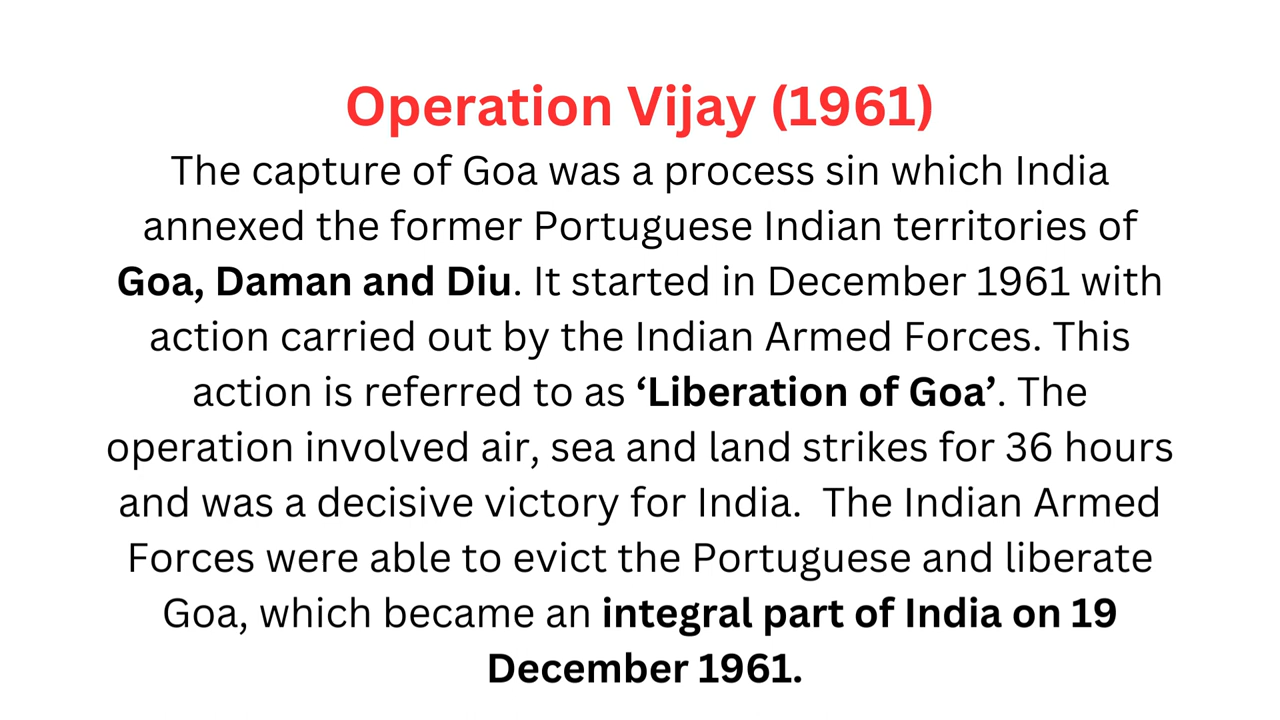 Operation Vijay (1961)
The capture of Goa was a process sin which India
annexed the former Portuguese Indian territories of
Goa, Daman and Diu. It started in December 1961 with
action carried out by the Indian Armed Forces. This
action is referred to as ‘Liberation of Goa’. The
operation involved air, sea and land strikes for 36 hours
and was a decisive victory for India.  The Indian Armed
Forces were able to evict the Portuguese and liberate
Goa, which became an integral part of India on 19
December 1961.